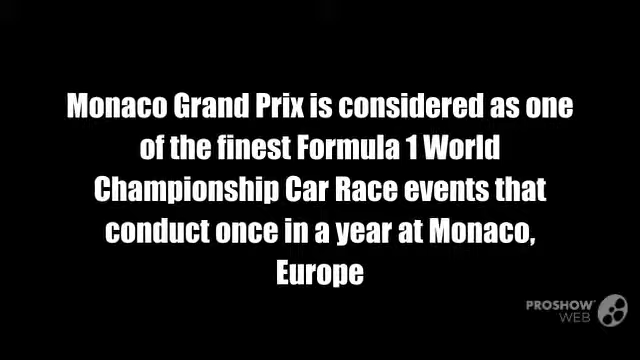 Monaco Grand Prix is considered as one
of the finest Formula 1 World
Championship Car Race events that
conduct once in a year at Monaco,
Europe
PROSHOW
WEB